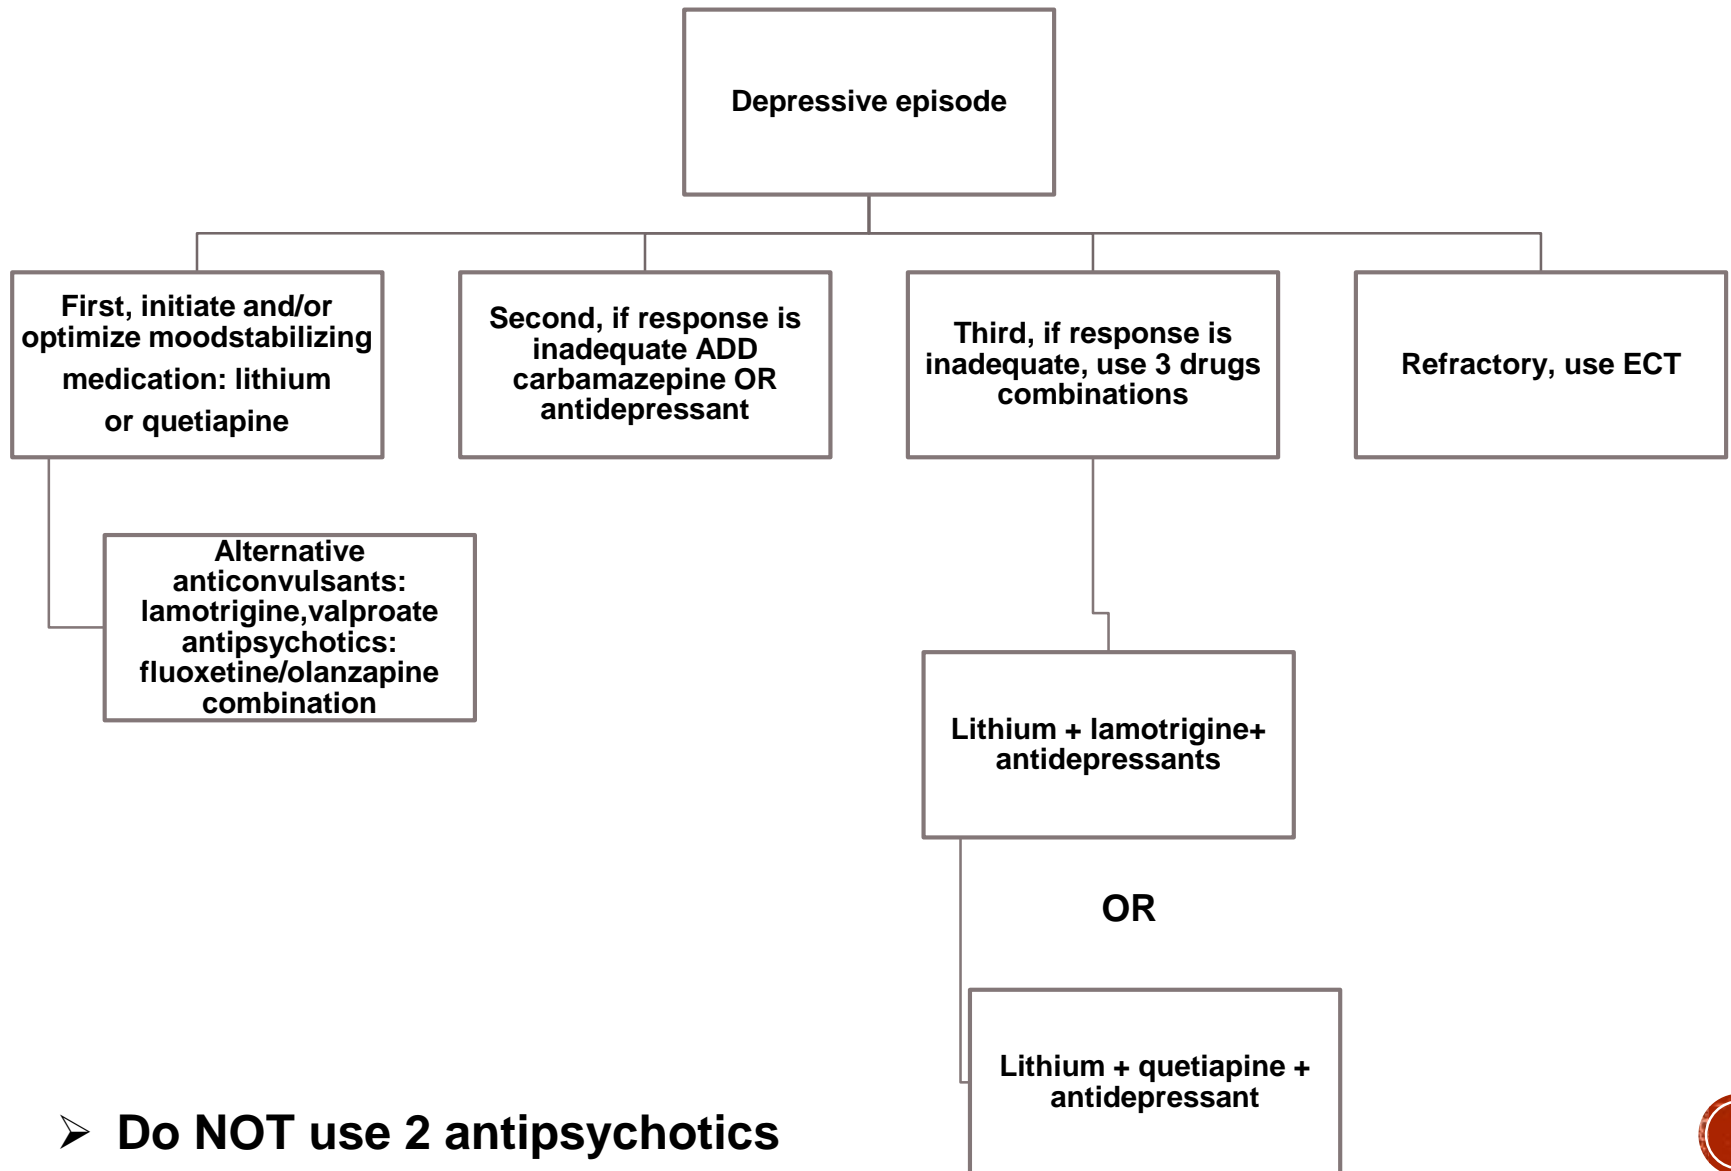 Depressive episode
First, initiate and/or
optimize moodstabilizing
medication: lithium
or quetiapine
Second, if response is
inadequate ADD
carbamazepine OR
antidepressant
Third, if response is
inadequate, use 3 drugs
combinations
Refractory, use ECT
Alternative
anticonvulsants:
lamotrigine,valproate
antipsychotics:
fluoxetine/olanzapine
combination
Lithium + lamotrigine+
antidepressants
OR
Lithium + quetiapine +
antidepressant
➢ Do NOT use 2 antipsychotics